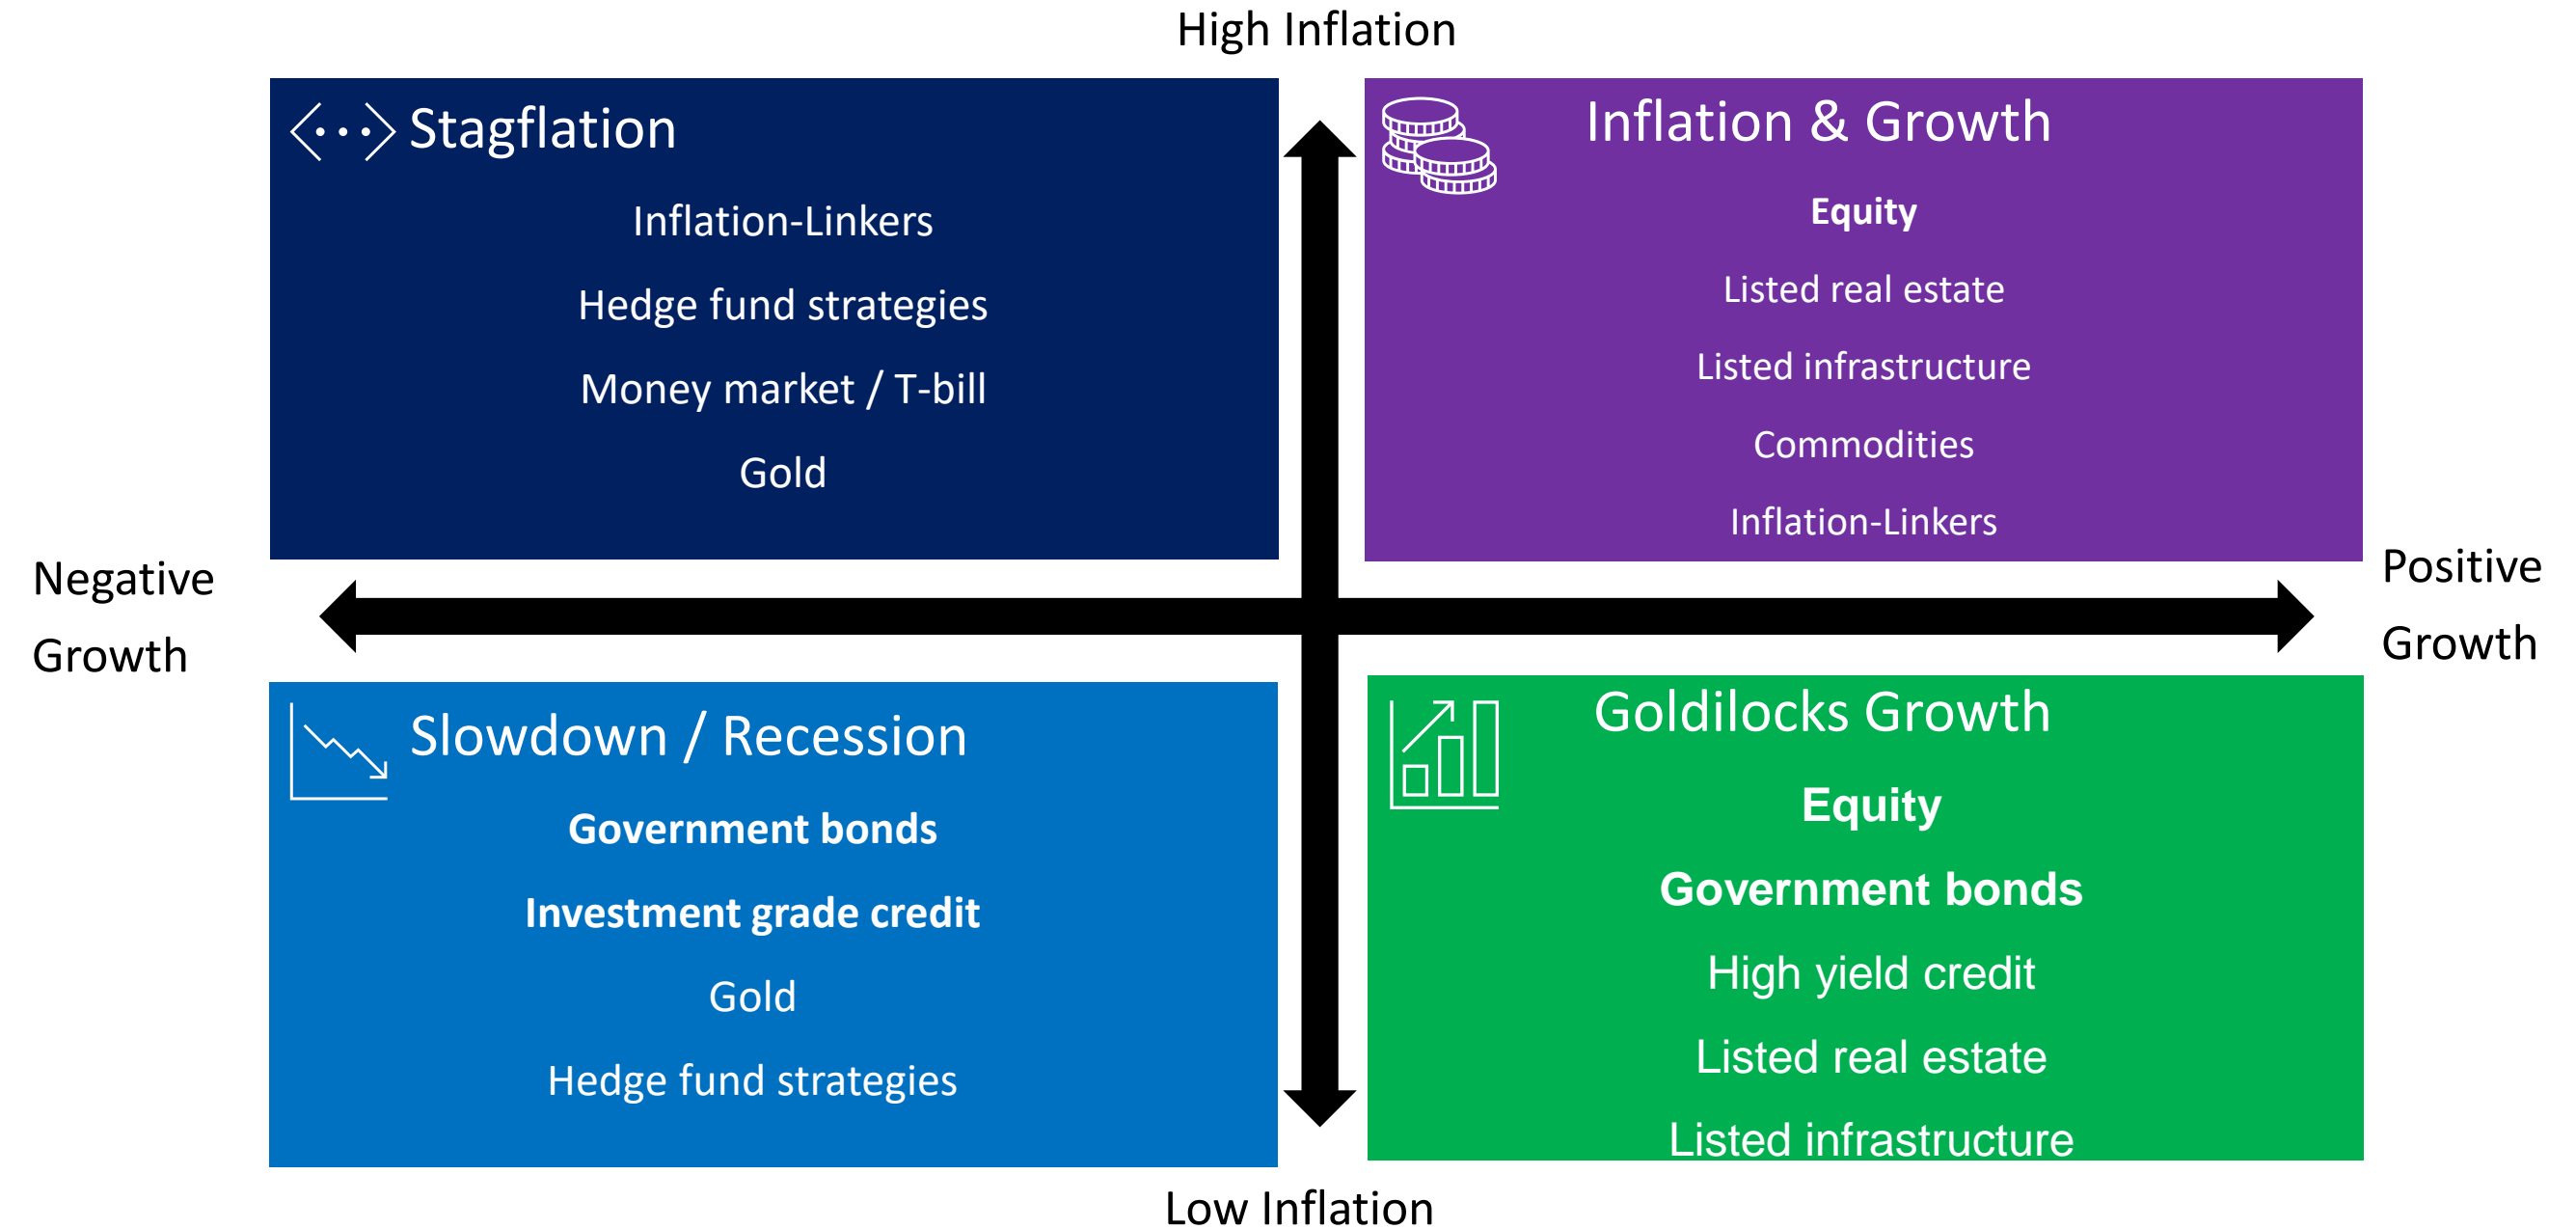 High Inflation
Stagflation
Inflation-Linkers
Hedge fund strategies
Money market / T-bill
Gold
Inflation & Growth
Equity
Listed real estate
Listed infrastructure
Commodities
Inflation-Linkers
Negative
Growth
Positive
Growth
Slowdown / Recession
Government bonds
Investment grade credit
Gold
Hedge fund strategies
Goldilocks Growth
Equity
Government bonds
High yield credit
Listed real estate
Listed infrastructure
Low Inflation